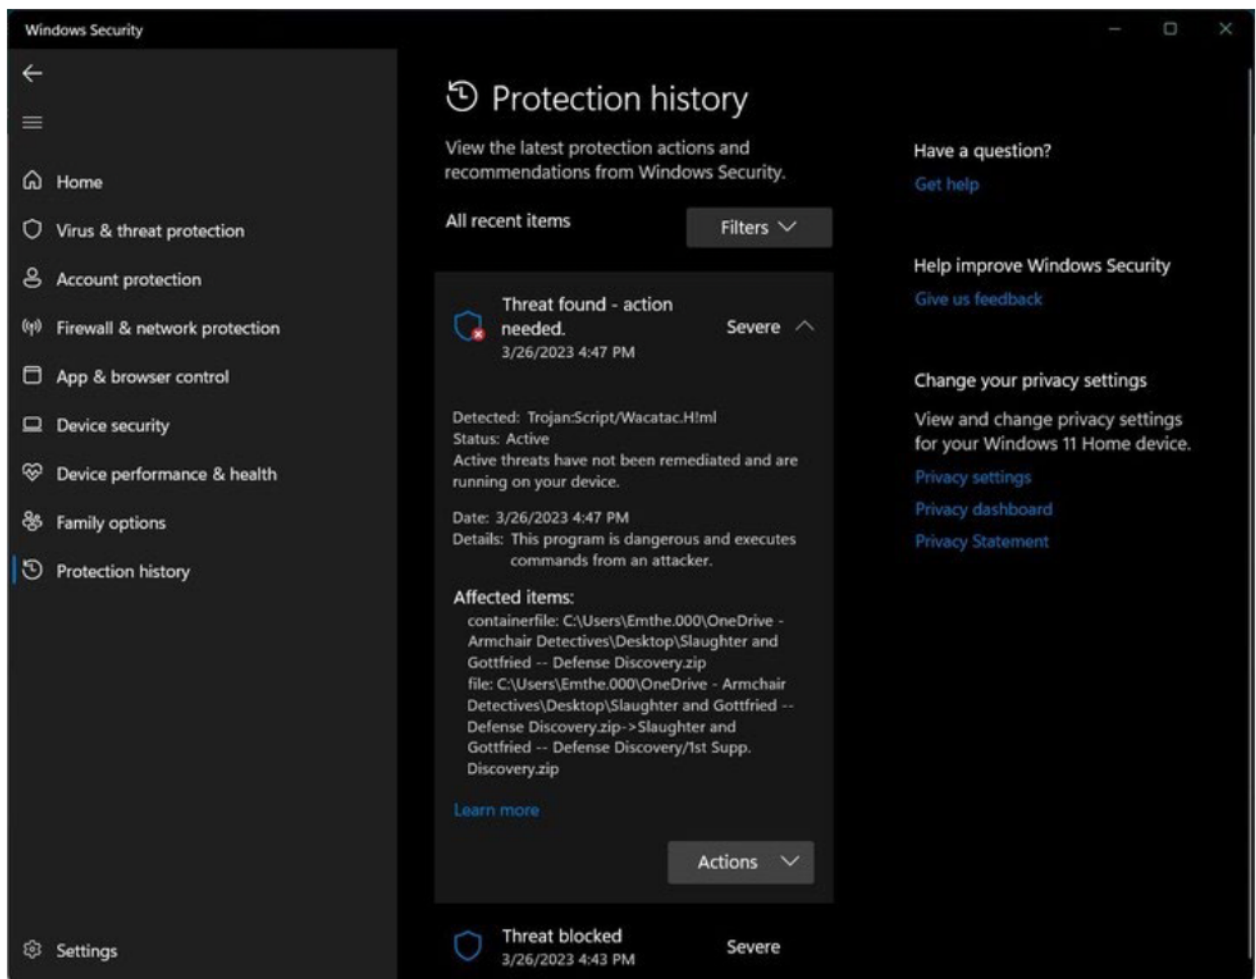 Windows Security
Home
Virus & threat protection
Account protection
Firewall & network protection
App & browser control
Device security
Device performance & health
Family options
Protection history
Settings
Protection history
View the latest protection actions and
recommendations from Windows Security.
All recent items
Filters
Threat found - action
needed.
3/26/2023 4:47 PM
Severe
Detected: Trojan:Script/Wacatac.H!ml
Status: Active
Active threats have not been remediated and are
running on your device.
Date: 3/26/2023 4:47 PM
Details: This program is dangerous and executes
commands from an attacker.
Affected items:
containerfile: C:\Users\Emthe.000\OneDrive -
Armchair Detectives\Desktop\Slaughter and
Gottfried -- Defense Discovery.zip
file: C:\Users\Emthe.000\OneDrive - Armchair
Detectives\Desktop\Slaughter and Gottfried --
Defense Discovery.zip->Slaughter and
Gottfried -- Defense Discovery/1st Supp.
Discovery.zip
Learn more
Actions
Threat blocked
3/26/2023 4:43 PM
Severe
Have a question?
Get help
Help improve Windows Security
Give us feedback
Change your privacy settings
View and change privacy settings
for your Windows 11 Home device.
Privacy settings
Privacy dashboard
Privacy Statement